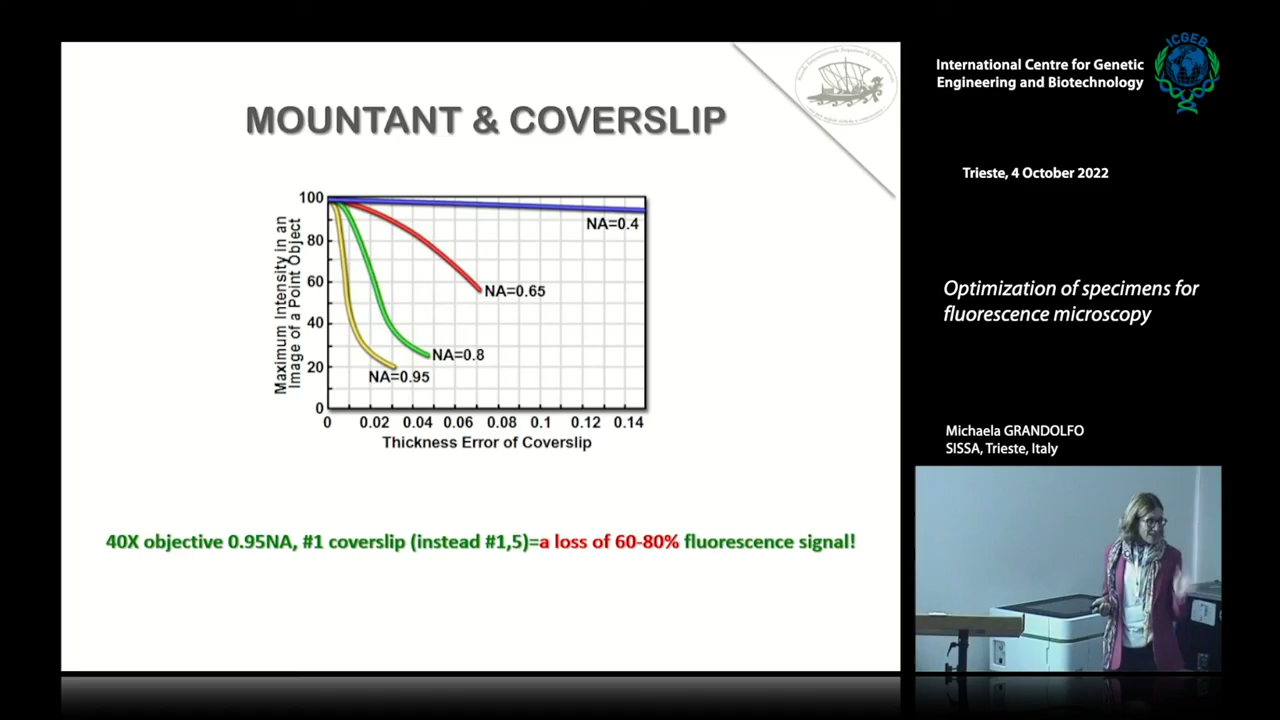 MOUNTANT & COVERSLIP
Maximum Intensity in an
Image of a Point Object
100
80
60
40
20
0
NA=0.4
NA=0.65
NA=0.8
NA=0.95
0 0.02 0.04 0.06 0.08 0.1 0.12 0.14
Thickness Error of Coverslip
40X objective 0.95NA, #1 coverslip (instead #1,5)=a loss of 60-80% fluorescence signal!
International Centre for Genetic
Engineering and Biotechnology
ICGEB
Trieste, 4 October 2022
Optimization of specimens for
fluorescence microscopy
Michaela GRANDOLFO
SISSA, Trieste, Italy